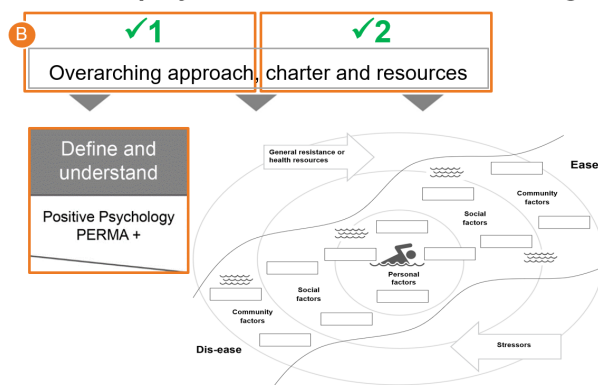 B
✓1
✓2
Overarching approach, charter and resources
Define and
understand
Positive Psychology
PERMA +
General resistance or
health resources
Ease
Community
factors
Social
factors
Personal
factors
Social
factors
Community
factors
Dis-ease
Stressors